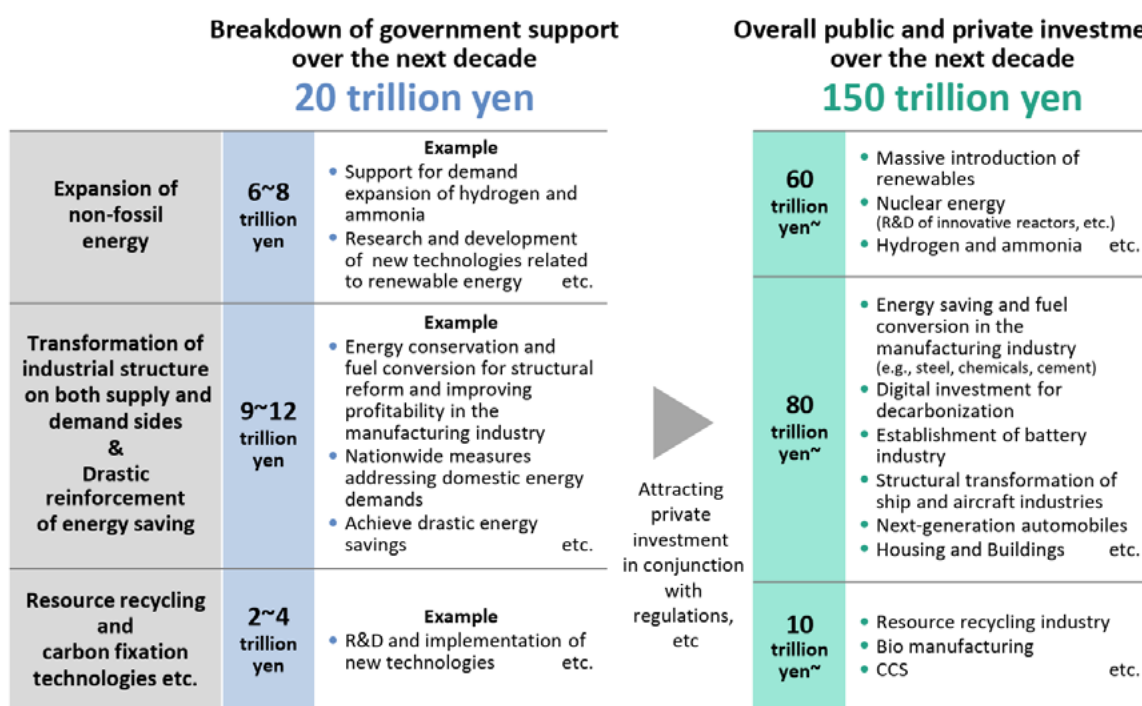 Breakdown of government support
over the next decade
20 trillion yen
Overall public and private investme
over the next decade
150 trillion yen
Expansion of
non-fossil
energy
6~8
trillion
yen
Example
• Support for demand
expansion of hydrogen and
ammonia
• Research and development
of new technologies related
to renewable energy etc.
60
trillion
yen~
• Massive introduction of
renewables
• Nuclear energy
(R&D of innovative reactors, etc.)
• Hydrogen and ammonia etc.
Transformation of
industrial structure
on both supply and
demand sides
&
Drastic
reinforcement
of energy saving
9~12
trillion
yen
Example
• Energy conservation and
fuel conversion for structural
reform and improving
profitability in the
manufacturing industry
• Nationwide measures
addressing domestic energy
demands
• Achieve drastic energy
savings etc.
Attracting
private
investment
in conjunction
with
regulations,
etc
80
trillion
yen~
• Energy saving and fuel
conversion in the
manufacturing industry
(e.g., steel, chemicals, cement)
• Digital investment for
decarbonization
• Establishment of battery
industry
• Structural transformation of
ship and aircraft industries
• Next-generation automobiles
• Housing and Buildings etc.
Resource recycling
and
carbon fixation
technologies etc.
2~4
trillion
yen
Example
• R&D and implementation of
new technologies etc.
10
trillion
yen~
• Resource recycling industry
• Bio manufacturing
• CCS etc.